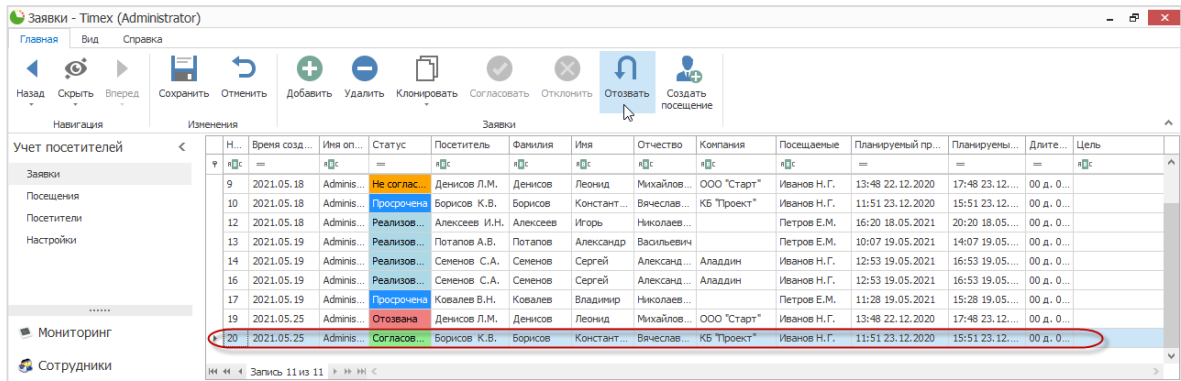 Заявки - Timex (Administrator)
Главная Вид Справка
Назад Скрыть Вперед Сохранить Отменить Добавить Удалить Клонировать Согласовать Отклонить Отозвать Создать посещение
Навигация Изменения Заявки
Учет посетителей
Заявки
Посещения
Посетители
Настройки
Мониторинг
Сотрудники
Н... Время созд... Имя оп... Статус Посетитель Фамилия Имя Отчество Компания Посещаемые Планируемый пр... Планируемы... Длите... Цель
9 2021.05.18 Adminis... Не соглас... Денисов Л.М. Денисов Леонид Михайлов... ООО "Старт" Иванов Н.Г. 13:48 22.12.2020 17:48 23.12.... 00 д. 0...
10 2021.05.18 Adminis... Просрочена Борисов К.В. Борисов Констант... Вячеслав... КБ "Проект" Иванов Н.Г. 11:51 23.12.2020 15:51 23.12.... 00 д. 0...
12 2021.05.18 Adminis... Реализов... Алексеев И.Н. Алексеев Игорь Николаев... Петров Е.М. 16:20 18.05.2021 20:20 18.05.... 00 д. 0...
13 2021.05.19 Adminis... Реализов... Потапов А.В. Потапов Александр Васильевич Петров Е.М. 10:07 19.05.2021 14:07 19.05.... 00 д. 0...
14 2021.05.19 Adminis... Реализов... Семенов С.А. Семенов Сергей Александ... Аладдин Иванов Н.Г. 12:53 19.05.2021 16:53 19.05.... 00 д. 0...
16 2021.05.19 Adminis... Реализов... Семенов С.А. Семенов Сергей Александ... Аладдин Иванов Н.Г. 12:53 19.05.2021 16:53 19.05.... 00 д. 0...
17 2021.05.19 Adminis... Просрочена Ковалев В.Н. Ковалев Владимир Николаев... Петров Е.М. 11:28 19.05.2021 15:28 19.05.... 00 д. 0...
19 2021.05.25 Adminis... Отозвана Денисов Л.М. Денисов Леонид Михайлов... ООО "Старт" Иванов Н.Г. 13:48 22.12.2020 17:48 23.12.... 00 д. 0...
20 2021.05.25 Adminis... Согласов... Борисов К.В. Борисов Констант... Вячеслав... КБ "Проект" Иванов Н.Г. 11:51 23.12.2020 15:51 23.12.... 00 д. 0...
Запись 11 из 11